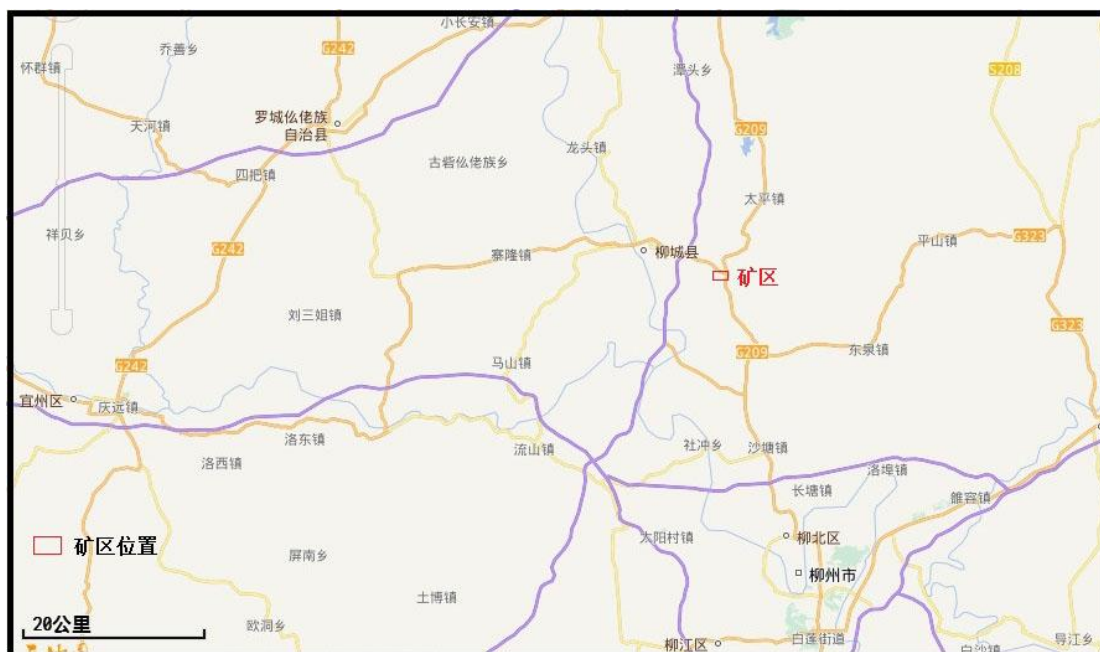 小长安镇
G242
乔善乡
怀群镇
潭头乡
S208
罗城仫佬族
自治县
天河镇
G209
龙头镇
古砦仫佬族乡
四把镇
太平镇
祥贝乡
G242
寨隆镇
柳城县
平山镇
G323
矿区
刘三姐镇
G323
马山镇
G209
东泉镇
G242
宜州区
庆远镇
洛东镇
流山镇
社冲乡
沙塘镇
洛西镇
洛埠镇
长塘镇
雒容镇
矿区位置
屏南乡
太阳村镇
柳北区
柳州市
土博镇
20公里
欧洞乡
柳江区
白莲街道
导江乡
白沙镇